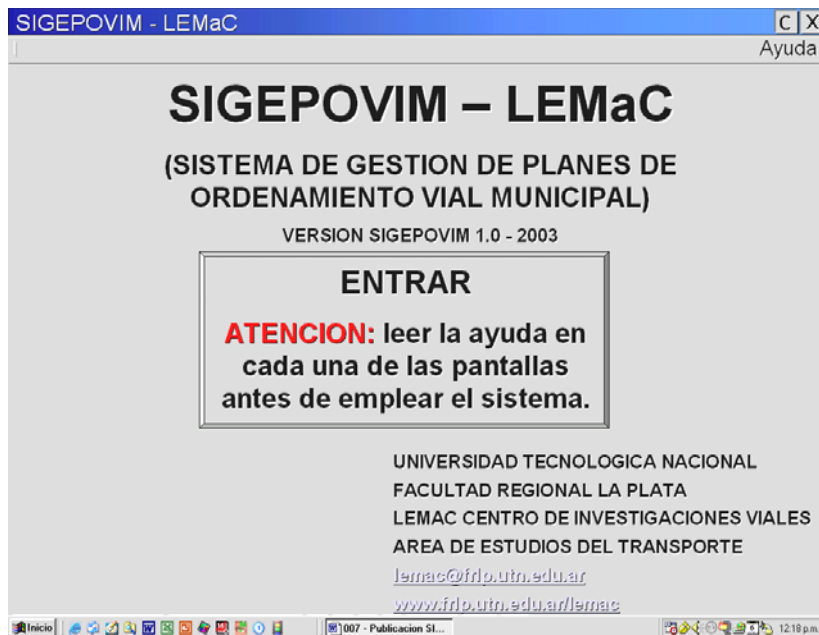 SIGEPOVIM - LEMaC
C X
Ayuda
SIGEPOVIM – LEMaC
(SISTEMA DE GESTION DE PLANES DE
ORDENAMIENTO VIAL MUNICIPAL)
VERSION SIGEPOVIM 1.0 - 2003
ENTRAR
ATENCION: leer la ayuda en
cada una de las pantallas
antes de emplear el sistema.
UNIVERSIDAD TECNOLOGICA NACIONAL
FACULTAD REGIONAL LA PLATA
LEMAC CENTRO DE INVESTIGACIONES VIALES
AREA DE ESTUDIOS DEL TRANSPORTE
lemac@frlp.utn.edu.ar
www.frlp.utn.edu.ar/lemac
Inicio 007 - Publicacion SI... 12:18 p.m.